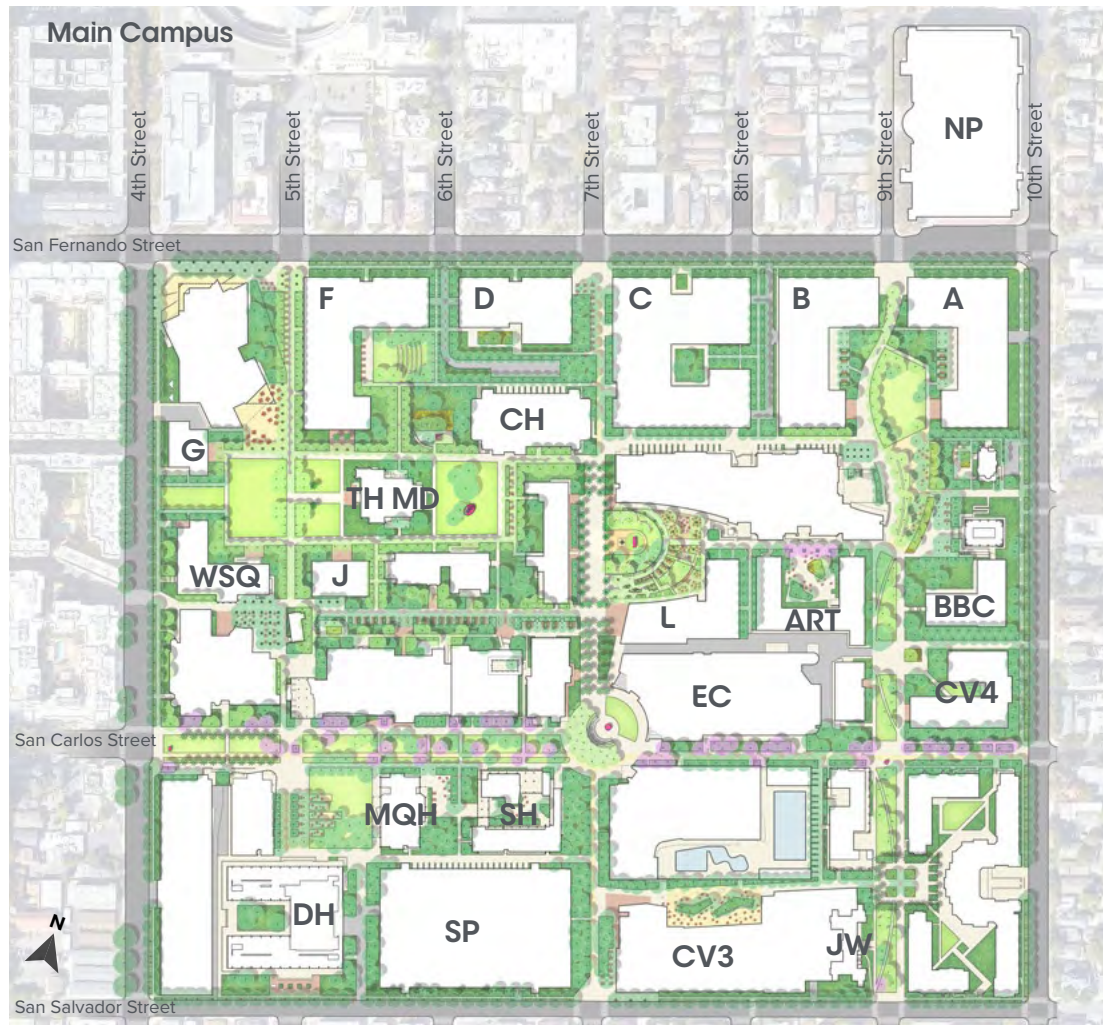 Main Campus
NP
4th Street
5th Street
6th Street
7th Street
8th Street
9th Street
10th Street
San Fernando Street
F
D
C
B
A
CH
G
TH MD
WSQ
J
L
ART
BBC
EC
CV4
San Carlos Street
MQH
SH
DH
SP
CV3
JW
N
San Salvador Street